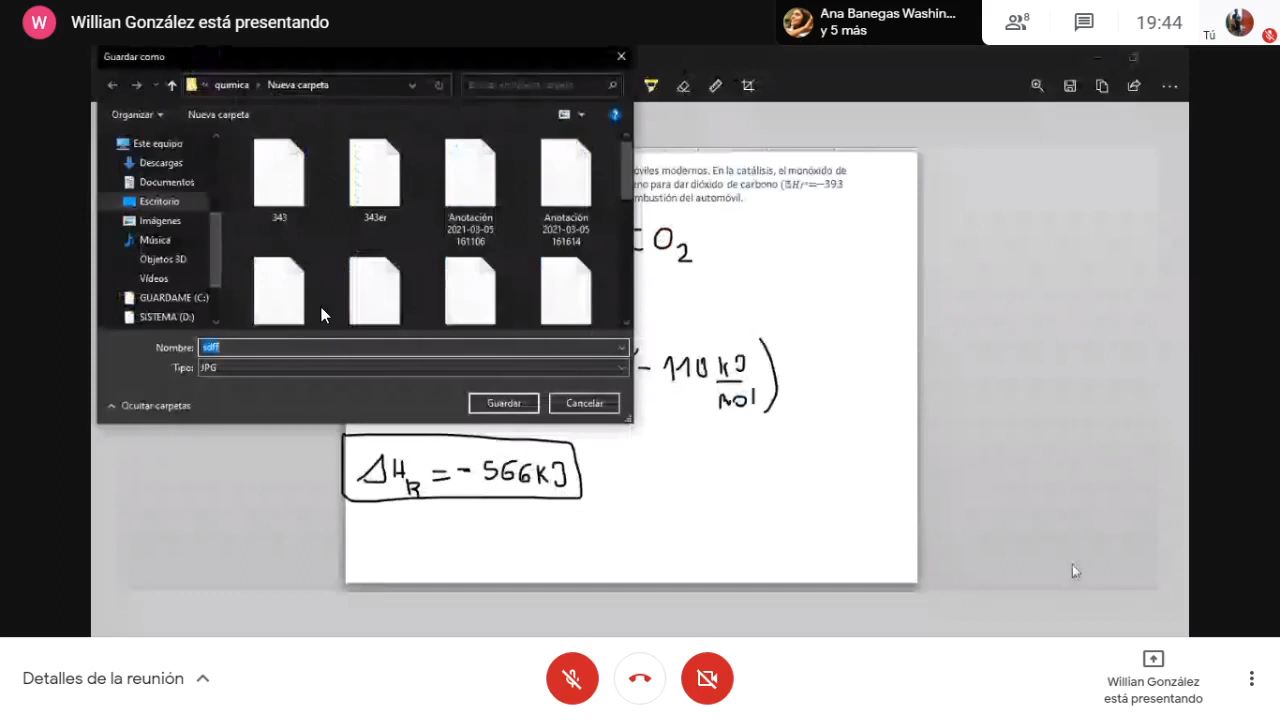 W Willian González está presentando
Ana Banegas Washin...
y 5 más
8
19:44
Tú
Guardar como
quimica > Nueva carpeta
Organizar
Nueva carpeta
Este equipo
Descargas
Documentos
Escritorio
Imágenes
Música
Objetos 3D
Vídeos
GUARDAME (C:)
SISTEMA (D:)
343
343er
Anotación
2021-03-05
161106
Anotación
2021-03-05
161614
Nombre: sdff
Tipo: JPG
Ocultar carpetas
Guardar
Cancelar
óviles modernos. En la catálisis, el monóxido de
no para dar dióxido de carbono
mbustión del automóvil.
CO2
- 110 kJ
mol )
ΔHR = - 566KJ
Detalles de la reunión
Willian González
está presentando